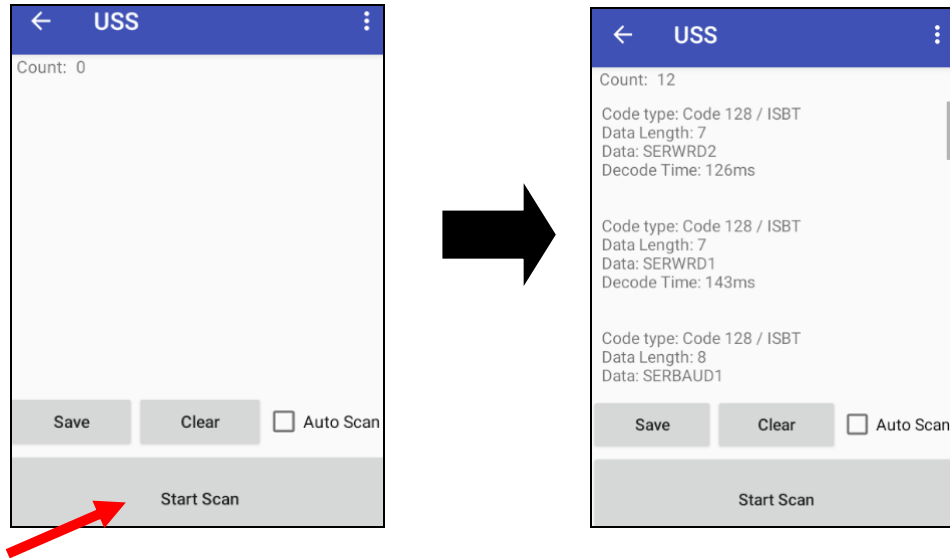 USS
Count: 0
Save
Clear
Auto Scan
Start Scan
USS
Count: 12
Code type: Code 128 / ISBT
Data Length: 7
Data: SERWRD2
Decode Time: 126ms
Code type: Code 128 / ISBT
Data Length: 7
Data: SERWRD1
Decode Time: 143ms
Code type: Code 128 / ISBT
Data Length: 8
Data: SERBAUD1
Save
Clear
Auto Scan
Start Scan